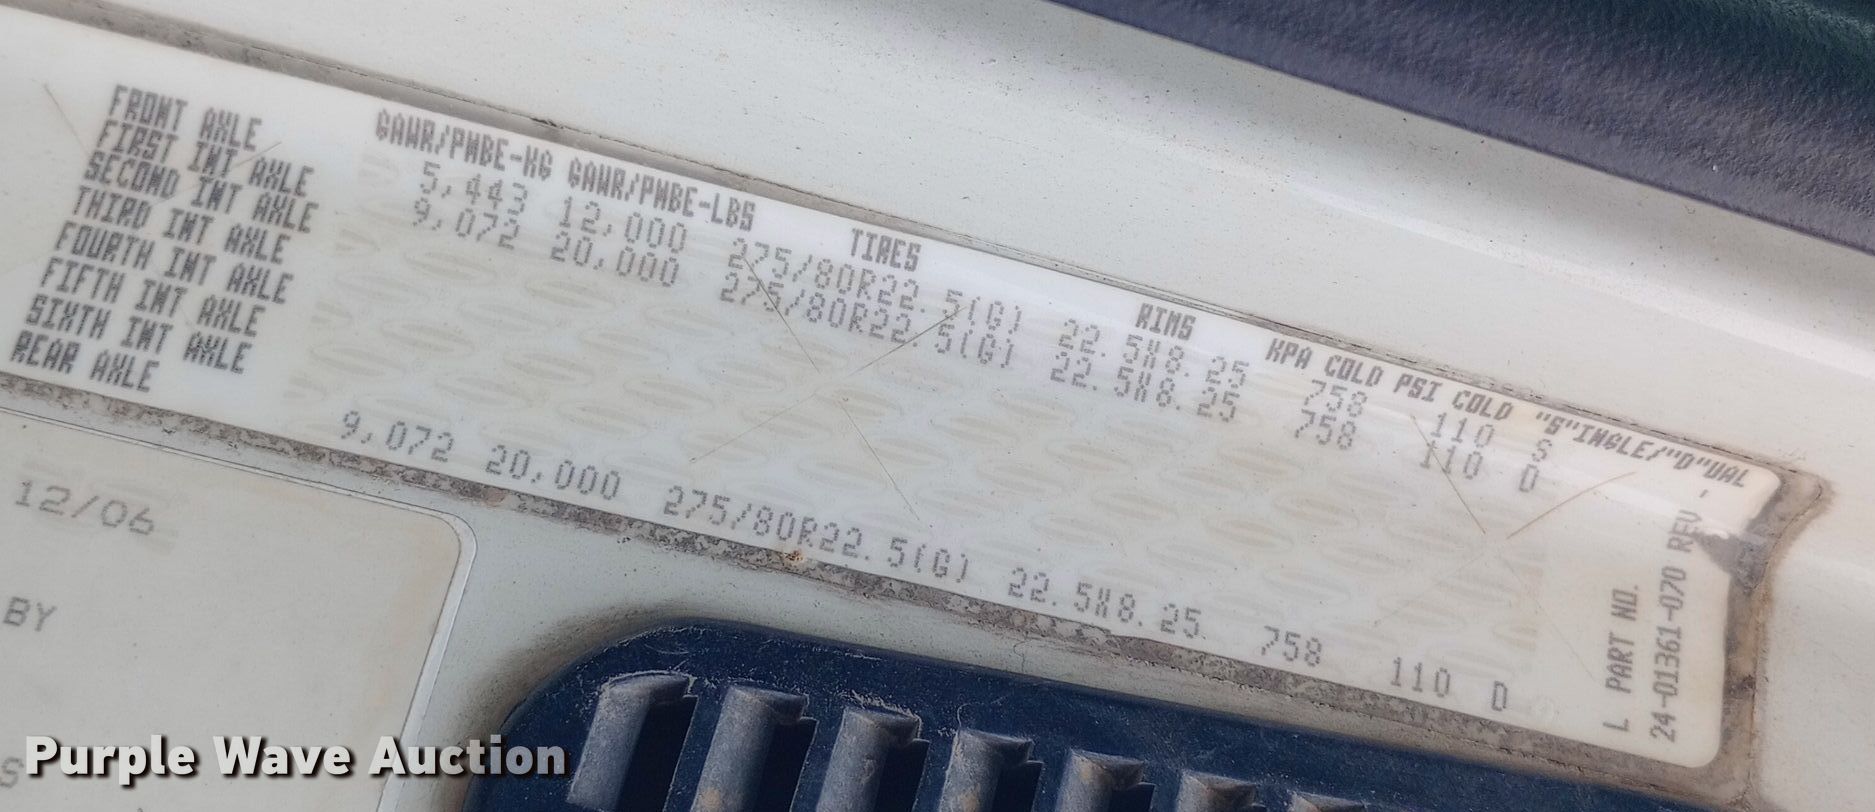 GAWR/PNBE-KG GAWR/PNBE-LBS TIRES RIMS KPA COLD PSI COLD "S"INGLE/"D"UAL
FRONT AXLE 5,443 12,000 275/80R22.5(G) 22.5X8.25 758 110 S
FIRST INT AXLE 9,072 20,000 275/80R22.5(G) 22.5X8.25 758 110 D
SECOND INT AXLE
THIRD INT AXLE
FOURTH INT AXLE
FIFTH INT AXLE
SIXTH INT AXLE
REAR AXLE 9,072 20,000 275/80R22.5(G) 22.5X8.25 758 110 D
L PART NO.
24-01361-070 REV
12/06
BY
S
Purple Wave Auction